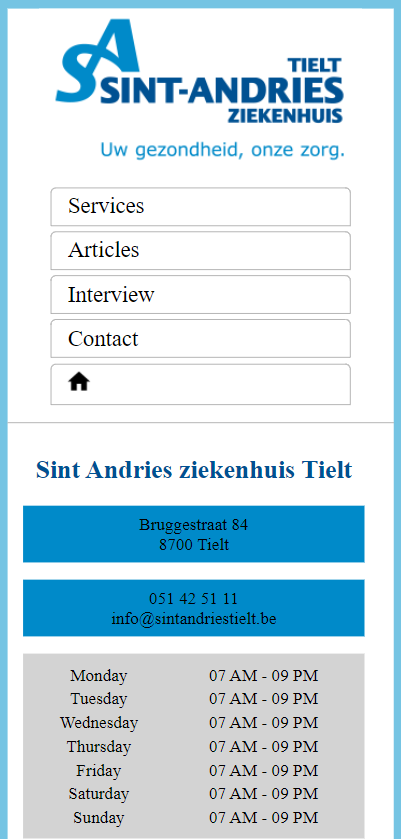 SA
TIELT
SINT-ANDRIES
ZIEKENHUIS
Uw gezondheid, onze zorg.
Services
Articles
Interview
Contact
Sint Andries ziekenhuis Tielt
Bruggestraat 84
8700 Tielt
051 42 51 11
info@sintandriestielt.be
Monday 07 AM - 09 PM
Tuesday 07 AM - 09 PM
Wednesday 07 AM - 09 PM
Thursday 07 AM - 09 PM
Friday 07 AM - 09 PM
Saturday 07 AM - 09 PM
Sunday 07 AM - 09 PM